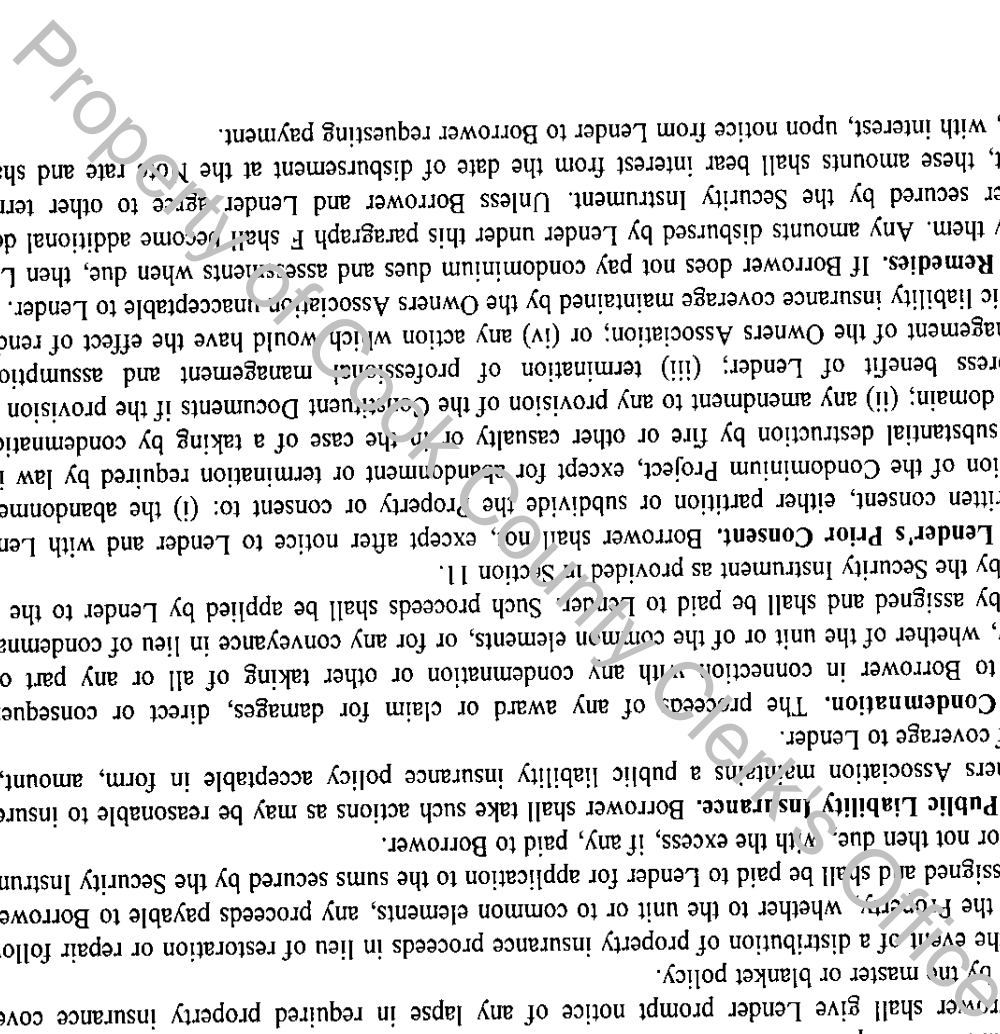 rower shall give Lender prompt notice of any lapse in required property insurance cove
by the master or blanket policy.
he event of a distribution of property insurance proceeds in lieu of restoration or repair follo
the Property, whether to the unit or to common elements, any proceeds payable to Borrowe
assigned and shall be paid to Lender for application to the sums secured by the Security Instrun
or not then due, with the excess, if any, paid to Borrower.
Public Liability Insurance. Borrower shall take such actions as may be reasonable to insure
ners Association maintains a public liability insurance policy acceptable in form, amount,
f coverage to Lender.
Condemnation. The proceeds of any award or claim for damages, direct or consequen
to Borrower in connection with any condemnation or other taking of all or any part o
, whether of the unit or of the common elements, or for any conveyance in lieu of condemna
by assigned and shall be paid to Lender. Such proceeds shall be applied by Lender to the
by the Security Instrument as provided in Section 11.
Lender's Prior Consent. Borrower shall not, except after notice to Lender and with Len
ritten consent, either partition or subdivide the Property or consent to: (i) the abandonme
ion of the Condominium Project, except for abandonment or termination required by law i
substantial destruction by fire or other casualty or in the case of a taking by condemnatio
domain; (ii) any amendment to any provision of the Constituent Documents if the provision
press benefit of Lender; (iii) termination of professional management and assumptio
nagement of the Owners Association; or (iv) any action which would have the effect of rend
ic liability insurance coverage maintained by the Owners Association unacceptable to Lender.
Remedies. If Borrower does not pay condominium dues and assessments when due, then L
y them. Any amounts disbursed by Lender under this paragraph F shall become additional de
er secured by the Security Instrument. Unless Borrower and Lender agree to other tern
t, these amounts shall bear interest from the date of disbursement at the Note rate and sha
, with interest, upon notice from Lender to Borrower requesting payment.
Property of Cook County Clerk's Office